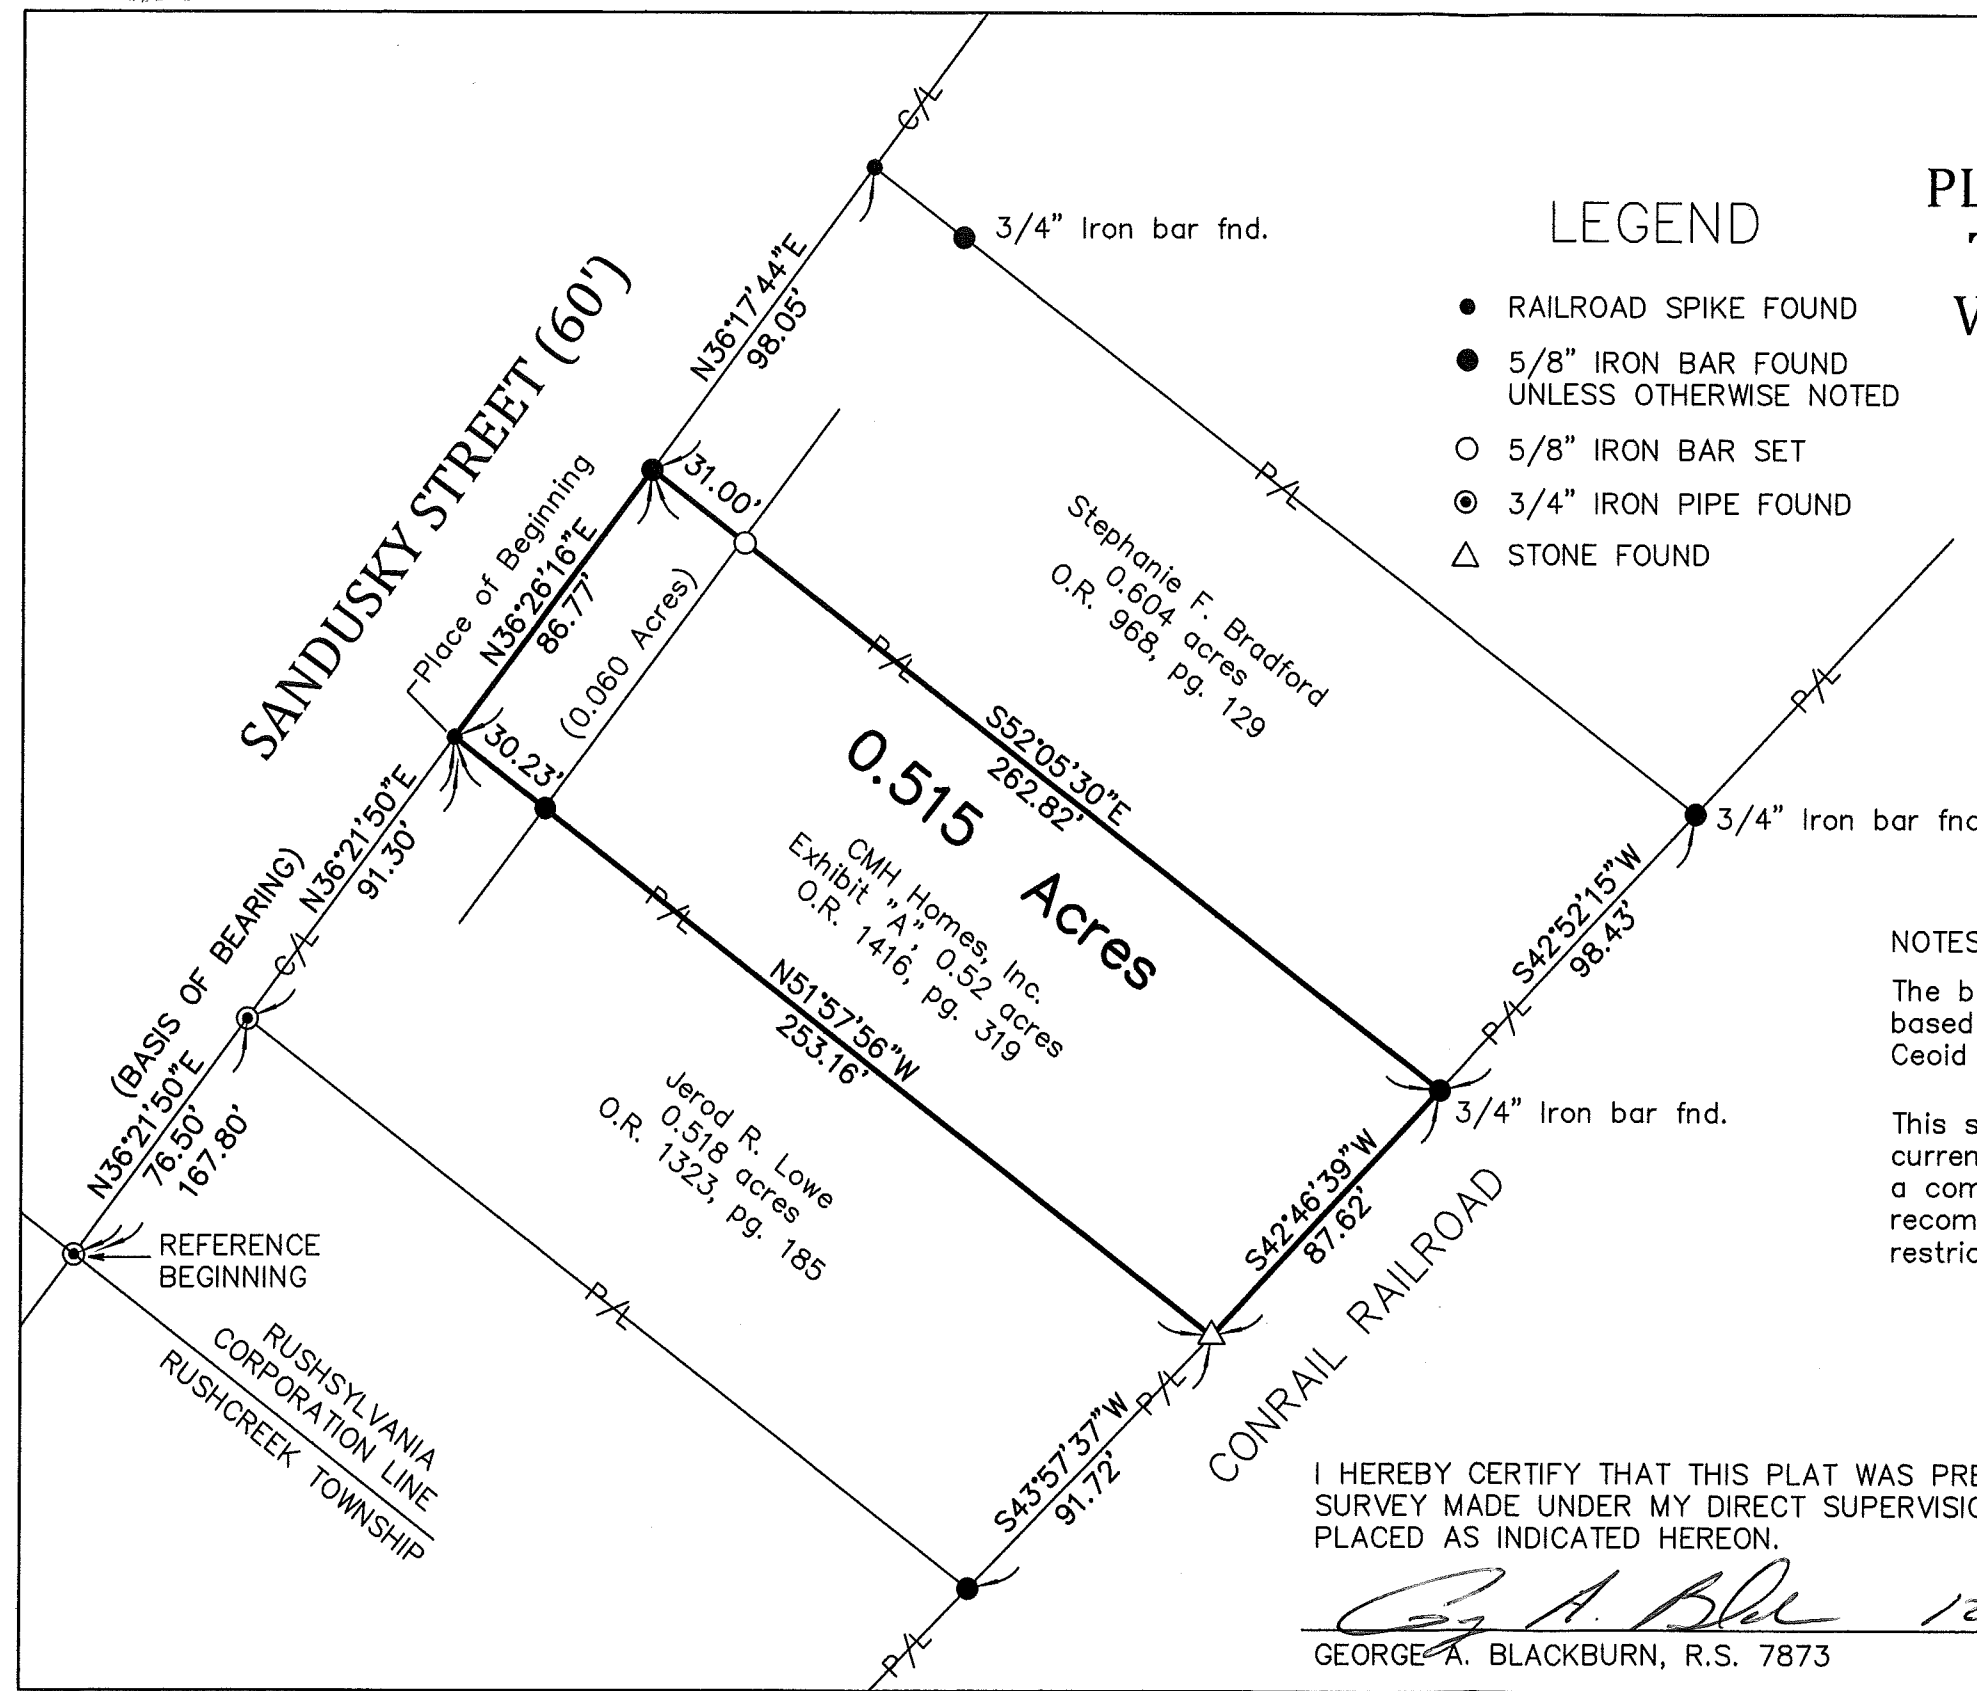 C/L
3/4" Iron bar fnd.
N36°17'44"E
98.05'
SANDUSKY STREET (60')
Place of Beginning
N36°26'16"E
86.77'
31.00'
(0.060 Acres)
30.23'
P/L
Stephanie F. Bradford
0.604 acres
O.R. 968, pg. 129
P/L
P/L
S52°05'30"E
262.82'
0.515 Acres
CMH Homes, Inc.
Exhibit "A", 0.52 acres
O.R. 1416, pg. 319
P/L
N51°57'56"W
253.16'
3/4" Iron bar fnd
S42°52'15"W
98.43'
P/L
3/4" Iron bar fnd.
S42°46'39"W
87.62'
CONRAIL RAILROAD
N36°21'50"E
91.30'
C/L
(BASIS OF BEARING)
N36°21'50"E
76.50'
167.80'
REFERENCE
BEGINNING
RUSHSYLVANIA
CORPORATION LINE
RUSHCREEK TOWNSHIP
Jerod R. Lowe
0.518 acres
O.R. 1323, pg. 185
P/L
P/L
S43°57'37"W
91.72'
P/L
LEGEND
RAILROAD SPIKE FOUND
5/8" IRON BAR FOUND
UNLESS OTHERWISE NOTED
5/8" IRON BAR SET
3/4" IRON PIPE FOUND
STONE FOUND
PL
NOTES
The b
based
Ceoid
This s
curren
a com
recom
restric
I HEREBY CERTIFY THAT THIS PLAT WAS PRE
SURVEY MADE UNDER MY DIRECT SUPERVISIO
PLACED AS INDICATED HEREON.
GEORGE A. BLACKBURN, R.S. 7873